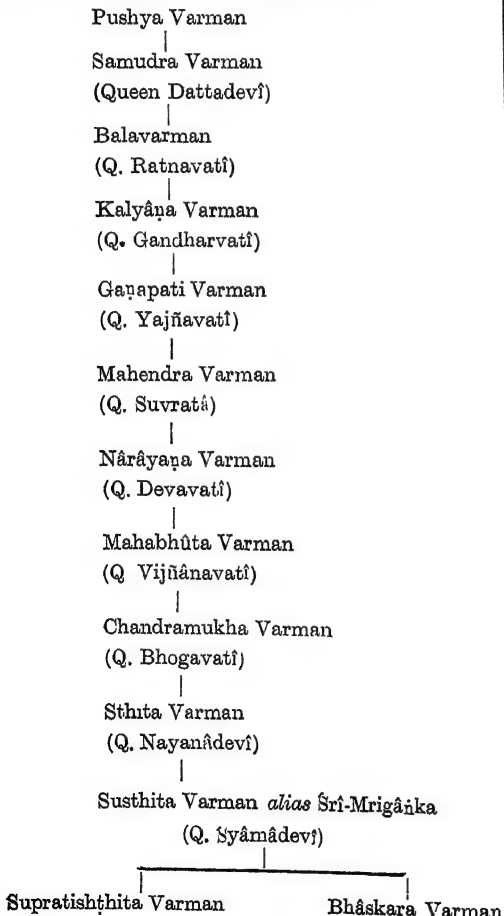 Pushya Varman
Samudra Varman
(Queen Dattadevî)
Balavarman
(Q. Ratnavatî)
Kalyâṇa Varman
(Q. Gandharvatî)
Gaṇapati Varman
(Q. Yajñavatî)
Mahendra Varman
(Q. Suvratâ)
Nârâyaṇa Varman
(Q. Devavatî)
Mahabhûta Varman
(Q Vijñânavatî)
Chandramukha Varman
(Q. Bhogavatî)
Sthita Varman
(Q. Nayanâdevî)
Susthita Varman alias Śrî-Mrigâṅka
(Q. Syâmâdevî)
Supratishṭhita Varman Bhâskara Varman